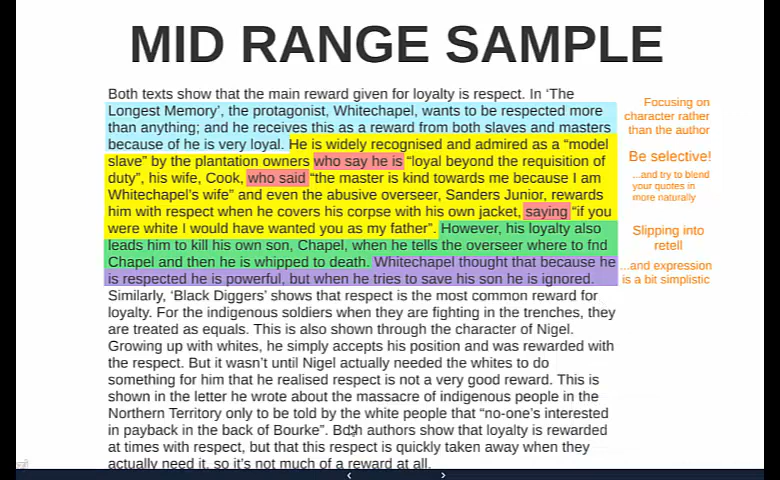 MID RANGE SAMPLE
Both texts show that the main reward given for loyalty is respect. In ‘The
Longest Memory’, the protagonist, Whitechapel, wants to be respected more
than anything; and he receives this as a reward from both slaves and masters
because of he is very loyal. He is widely recognised and admired as a “model
slave” by the plantation owners who say he is “loyal beyond the requisition of
duty”, his wife, Cook, who said “the master is kind towards me because I am
Whitechapel’s wife” and even the abusive overseer, Sanders Junior, rewards
him with respect when he covers his corpse with his own jacket, saying “if you
were white I would have wanted you as my father”. However, his loyalty also
leads him to kill his own son, Chapel, when he tells the overseer where to fnd
Chapel and then he is whipped to death. Whitechapel thought that because he
is respected he is powerful, but when he tries to save his son he is ignored.
Similarly, ‘Black Diggers’ shows that respect is the most common reward for
loyalty. For the indigenous soldiers when they are fighting in the trenches, they
are treated as equals. This is also shown through the character of Nigel.
Growing up with whites, he simply accepts his position and was rewarded with
the respect. But it wasn’t until Nigel actually needed the whites to do
something for him that he realised respect is not a very good reward. This is
shown in the letter he wrote about the massacre of indigenous people in the
Northern Territory only to be told by the white people that “no-one’s interested
in payback in the back of Bourke”. Both authors show that loyalty is rewarded
at times with respect, but that this respect is quickly taken away when they
actually need it, so it’s not much of a reward at all.
Focusing on
character rather
than the author
Be selective!
...and try to blend
your quotes in
more naturally
Slipping into
retell
...and expression
is a bit simplistic